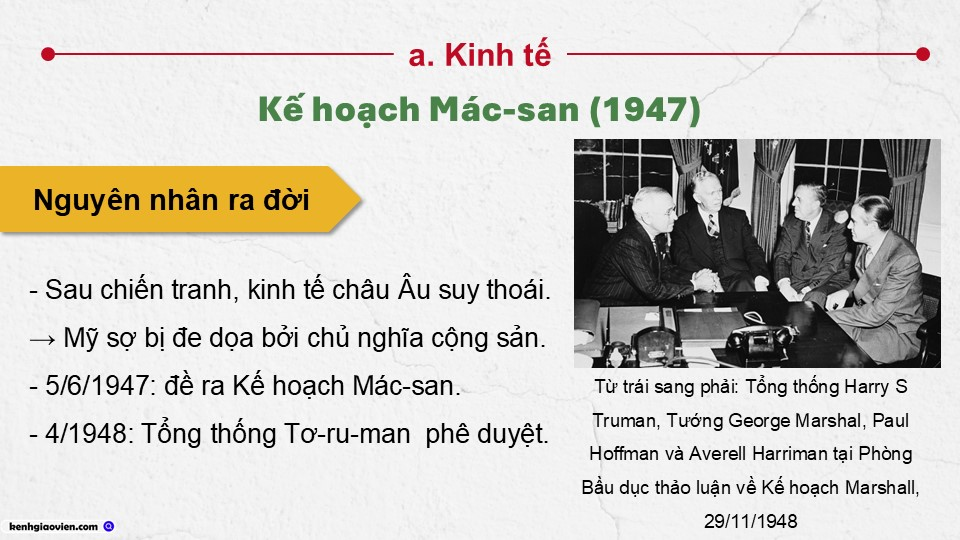 a. Kinh tế
Kế hoạch Mác-san (1947)
Nguyên nhân ra đời
- Sau chiến tranh, kinh tế châu Âu suy thoái.
→ Mỹ sợ bị đe dọa bởi chủ nghĩa cộng sản.
- 5/6/1947: đề ra Kế hoạch Mác-san.
- 4/1948: Tổng thống Tơ-ru-man  phê duyệt.
Từ trái sang phải: Tổng thống Harry S
Truman, Tướng George Marshal, Paul
Hoffman và Averell Harriman tại Phòng
Bầu dục thảo luận về Kế hoạch Marshall,
29/11/1948
kenhgiaovien.com